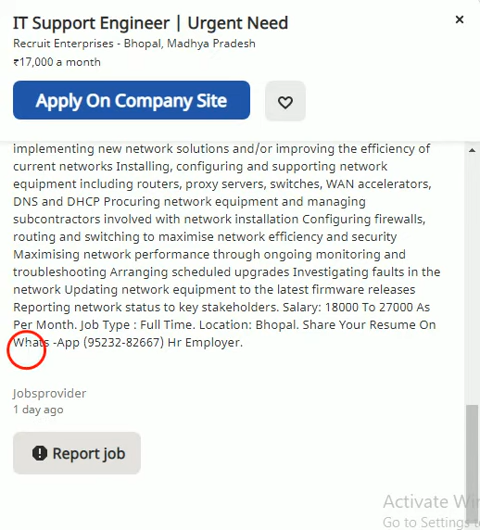 IT Support Engineer | Urgent Need
Recruit Enterprises - Bhopal, Madhya Pradesh
₹17,000 a month
Apply On Company Site
implementing new network solutions and/or improving the efficiency of
current networks Installing, configuring and supporting network
equipment including routers, proxy servers, switches, WAN accelerators,
DNS and DHCP Procuring network equipment and managing
subcontractors involved with network installation Configuring firewalls,
routing and switching to maximise network efficiency and security
Maximising network performance through ongoing monitoring and
troubleshooting Arranging scheduled upgrades Investigating faults in the
network Updating network equipment to the latest firmware releases
Reporting network status to key stakeholders. Salary: 18000 To 27000 As
Per Month. Job Type : Full Time. Location: Bhopal. Share Your Resume On
Whats -App (95232-82667) Hr Employer.
Jobsprovider
1 day ago
Report job
Activate
Go to Settings